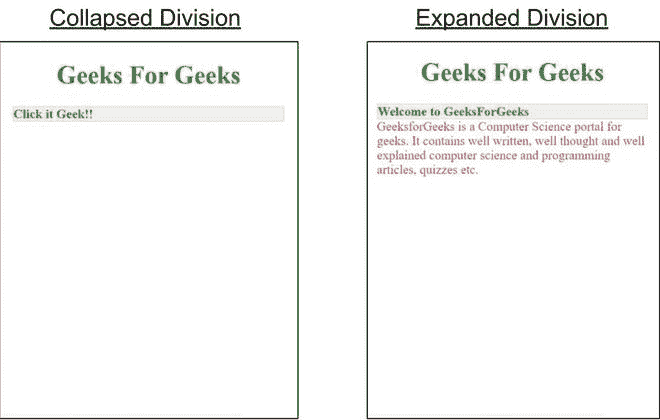 Collapsed Division
Geeks For Geeks
Click it Geek!!
Expanded Division
Geeks For Geeks
Welcome to GeeksForGeeks
GeeksforGeeks is a Computer Science portal for
geeks. It contains well written, well thought and well
explained computer science and programming
articles, quizzes etc.